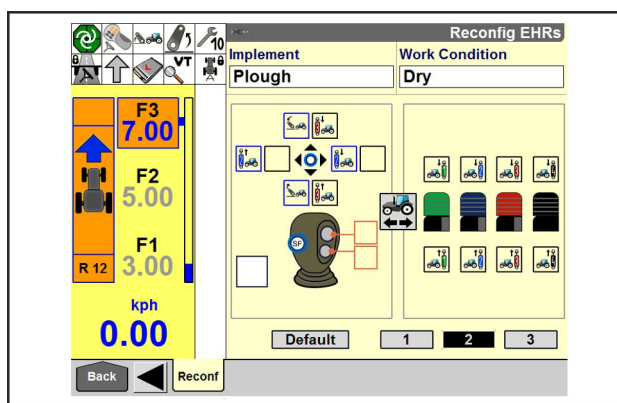 10
VT
A
L
Reconfig EHRs
Implement
Work Condition
Plough
Dry
F3
7.00
F2
5.00
F1
R 12
3.00
kph
0.00
SF
Default
1
2
3
Back
Reconf